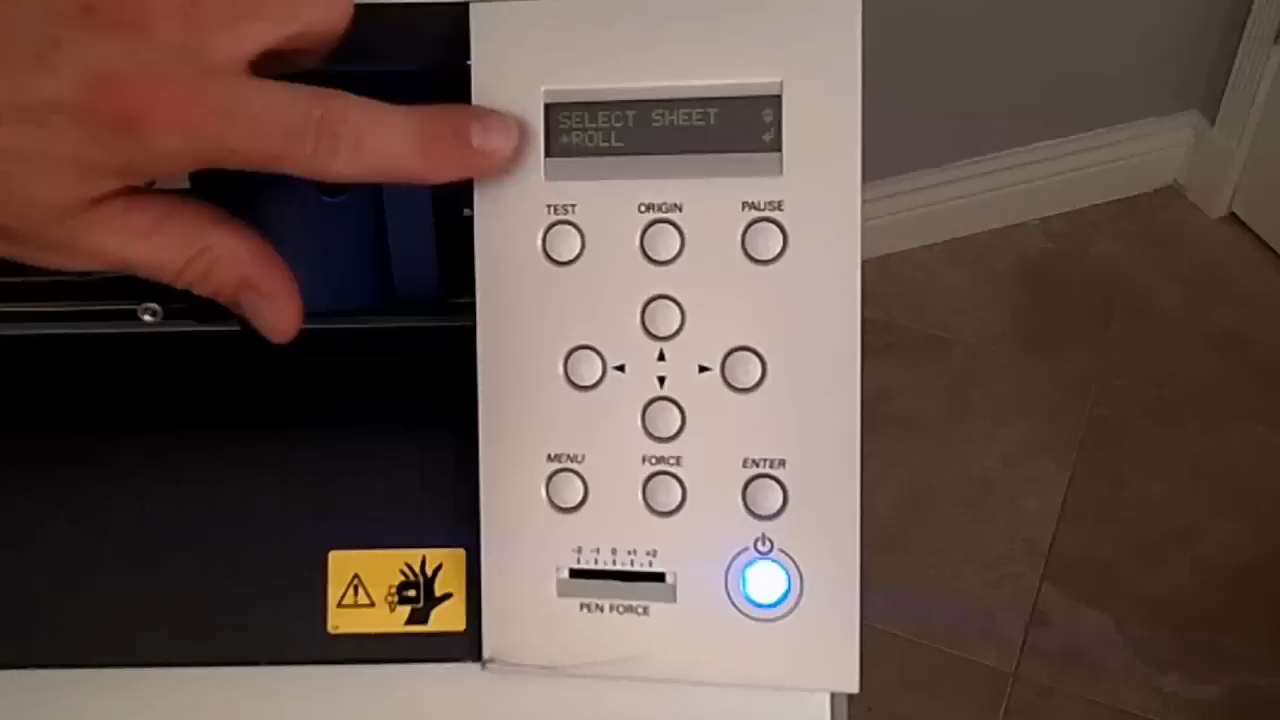 SELECT SHEET
*ROLL
TEST ORIGIN PAUSE
MENU FORCE ENTER
-2 -1 0 +1 +2
PEN FORCE